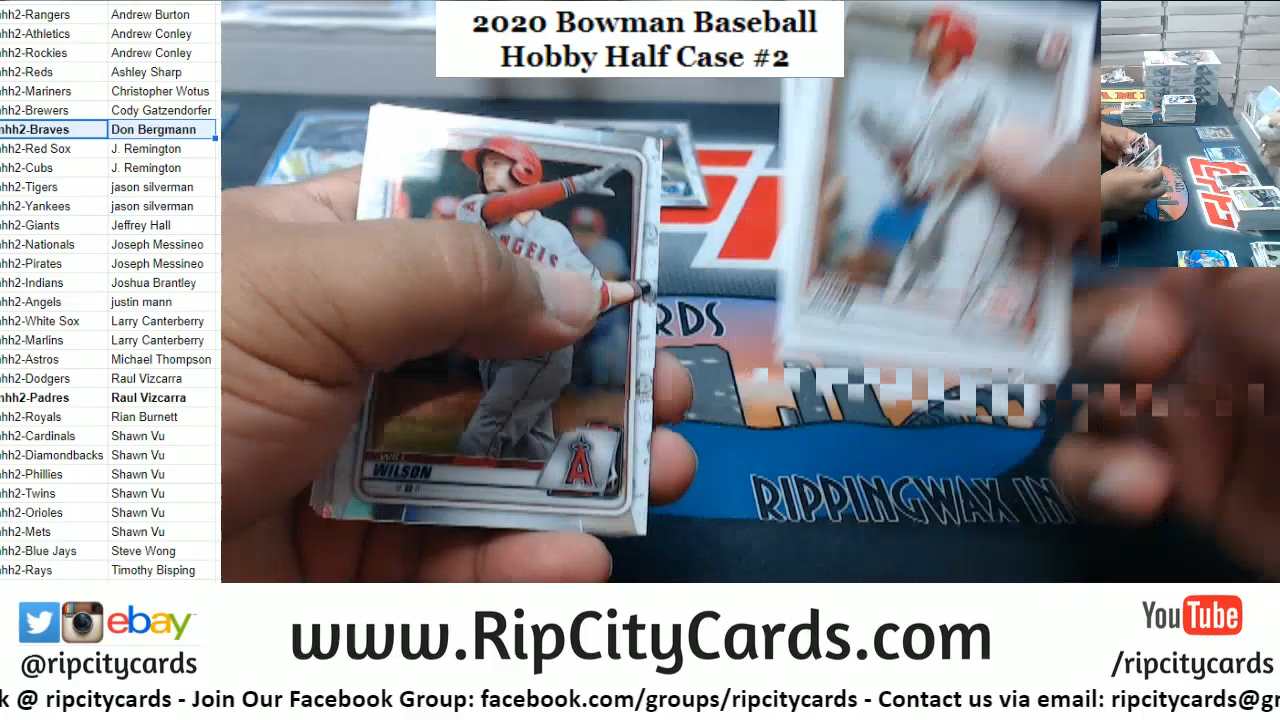 hh2-Rangers Andrew Burton
hh2-Athletics Andrew Conley
hh2-Rockies Andrew Conley
hh2-Reds Ashley Sharp
hh2-Mariners Christopher Wotus
hh2-Brewers Cody Gatzendorfer
hh2-Braves Don Bergmann
hh2-Red Sox J. Remington
hh2-Cubs J. Remington
hh2-Tigers jason silverman
hh2-Yankees jason silverman
hh2-Giants Jeffrey Hall
hh2-Nationals Joseph Messineo
hh2-Pirates Joseph Messineo
hh2-Indians Joshua Brantley
hh2-Angels justin mann
hh2-White Sox Larry Canterberry
hh2-Marlins Larry Canterberry
hh2-Astros Michael Thompson
hh2-Dodgers Raul Vizcarra
hh2-Padres Raul Vizcarra
hh2-Royals Rian Burnett
hh2-Cardinals Shawn Vu
hh2-Diamondbacks Shawn Vu
hh2-Phillies Shawn Vu
hh2-Twins Shawn Vu
hh2-Orioles Shawn Vu
hh2-Mets Shawn Vu
hh2-Blue Jays Steve Wong
hh2-Rays Timothy Bisping
2020 Bowman Baseball
Hobby Half Case #2
ANGELS
WILL
WILSON
A
RDS
RIPPINGWAX IN
ebay
@ripcitycards
www.RipCityCards.com
YouTube
/ripcitycards
k @ ripcitycards - Join Our Facebook Group: facebook.com/groups/ripcitycards - Contact us via email: ripcitycards@g